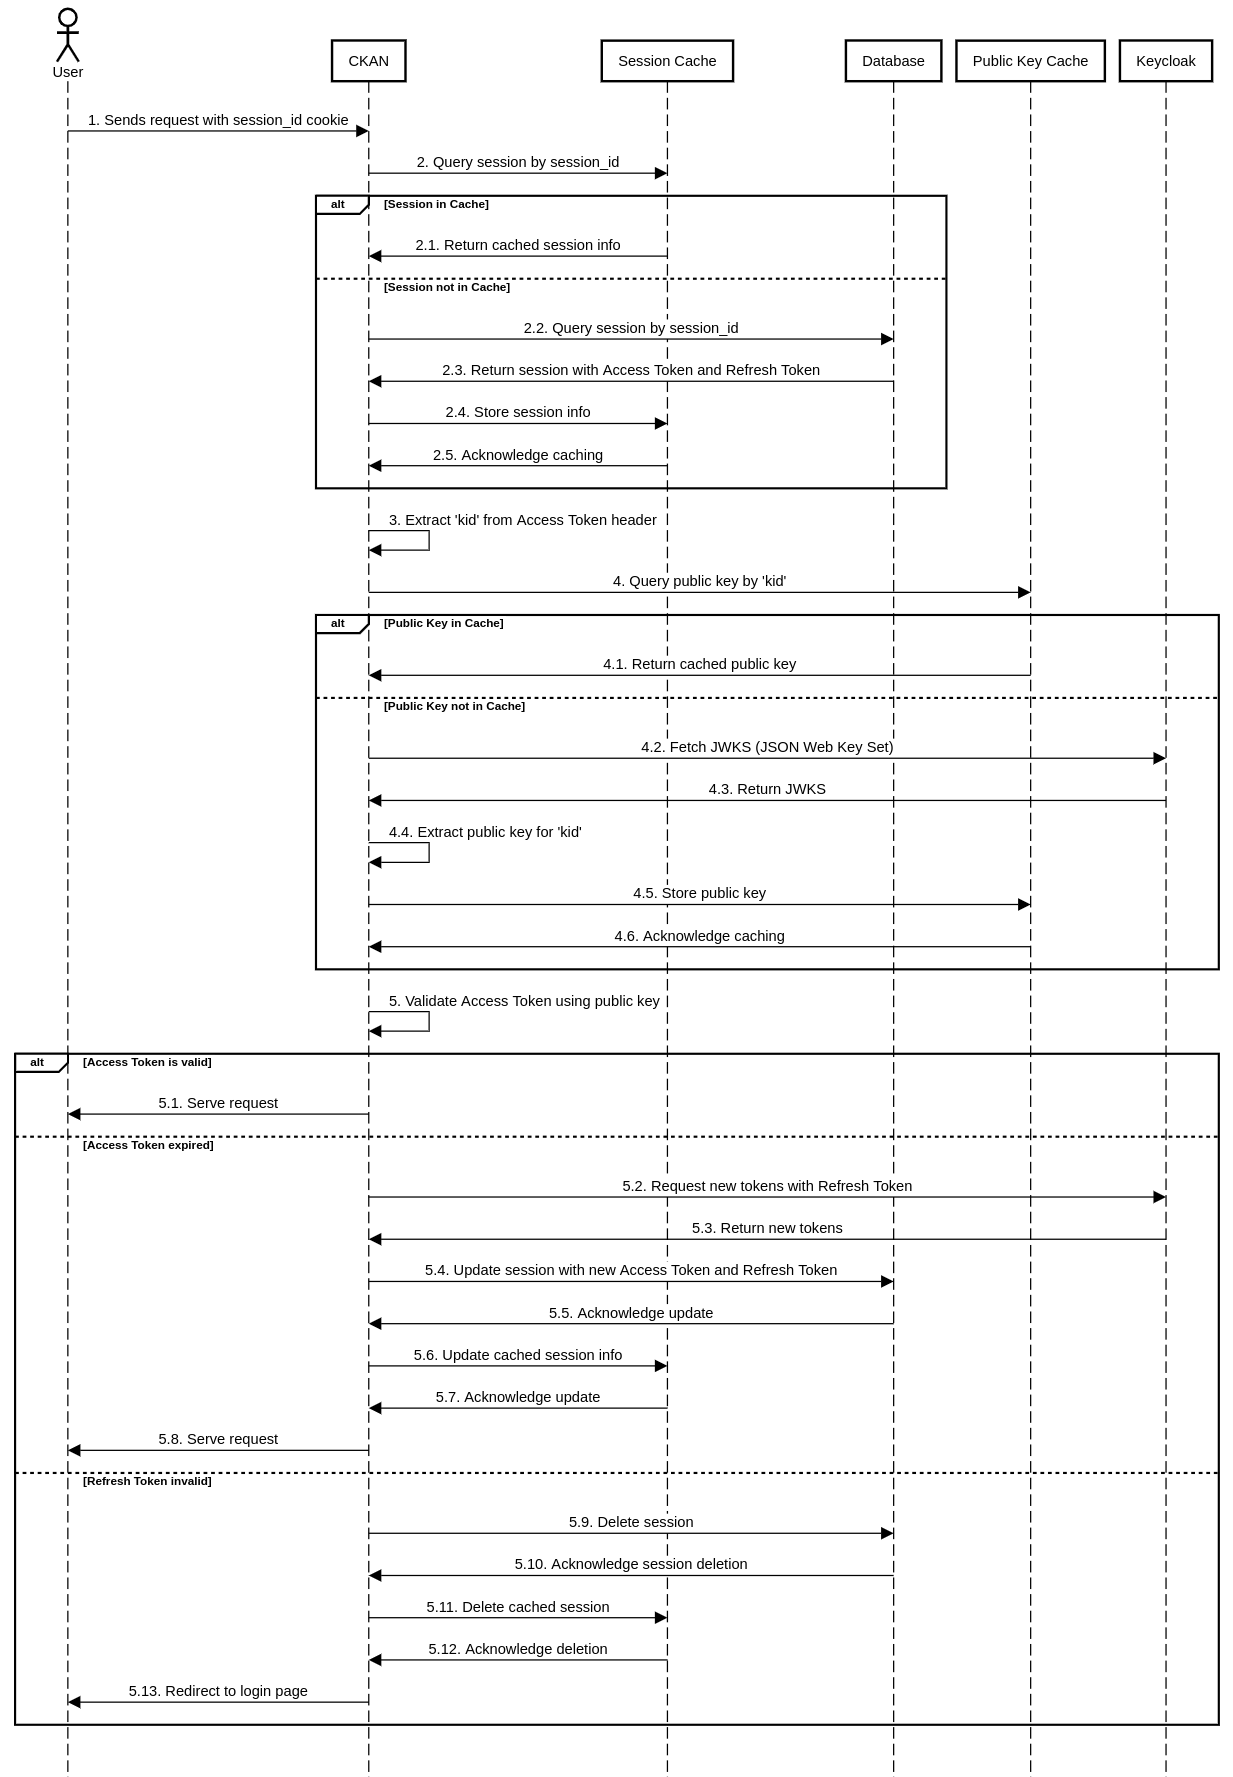 User
CKAN
Session Cache
Database
Public Key Cache
Keycloak
1. Sends request with session_id cookie
2. Query session by session_id
alt
[Session in Cache]
2.1. Return cached session info
[Session not in Cache]
2.2. Query session by session_id
2.3. Return session with Access Token and Refresh Token
2.4. Store session info
2.5. Acknowledge caching
3. Extract 'kid' from Access Token header
4. Query public key by 'kid'
alt
[Public Key in Cache]
4.1. Return cached public key
[Public Key not in Cache]
4.2. Fetch JWKS (JSON Web Key Set)
4.3. Return JWKS
4.4. Extract public key for 'kid'
4.5. Store public key
4.6. Acknowledge caching
5. Validate Access Token using public key
alt
[Access Token is valid]
5.1. Serve request
[Access Token expired]
5.2. Request new tokens with Refresh Token
5.3. Return new tokens
5.4. Update session with new Access Token and Refresh Token
5.5. Acknowledge update
5.6. Update cached session info
5.7. Acknowledge update
5.8. Serve request
[Refresh Token invalid]
5.9. Delete session
5.10. Acknowledge session deletion
5.11. Delete cached session
5.12. Acknowledge deletion
5.13. Redirect to login page